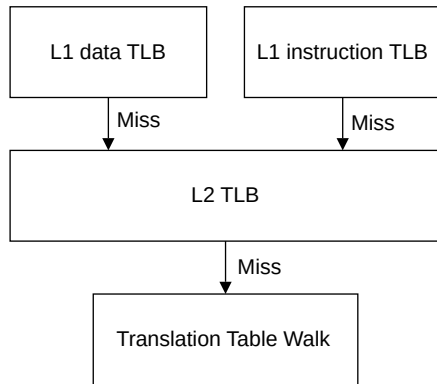 L1 data TLB
L1 instruction TLB
Miss
Miss
L2 TLB
Miss
Translation Table Walk